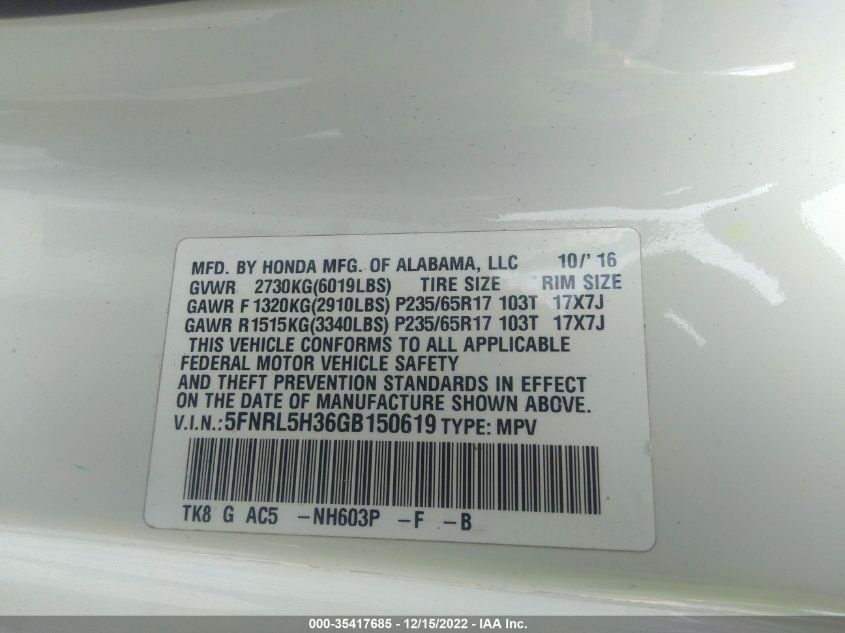 MFD. BY HONDA MFG. OF ALABAMA, LLC 10/'16
GVWR 2730KG(6019LBS) TIRE SIZE RIM SIZE
GAWR F 1320KG(2910LBS) P235/65R17 103T 17X7J
GAWR R 1515KG(3340LBS) P235/65R17 103T 17X7J
THIS VEHICLE CONFORMS TO ALL APPLICABLE
FEDERAL MOTOR VEHICLE SAFETY
AND THEFT PREVENTION STANDARDS IN EFFECT
ON THE DATE OF MANUFACTURE SHOWN ABOVE.
V.I.N.: 5FNRL5H36GB150619 TYPE: MPV
TK8 G AC5 -NH603P -F -B
000-35417685 - 12/15/2022 - IAA Inc.